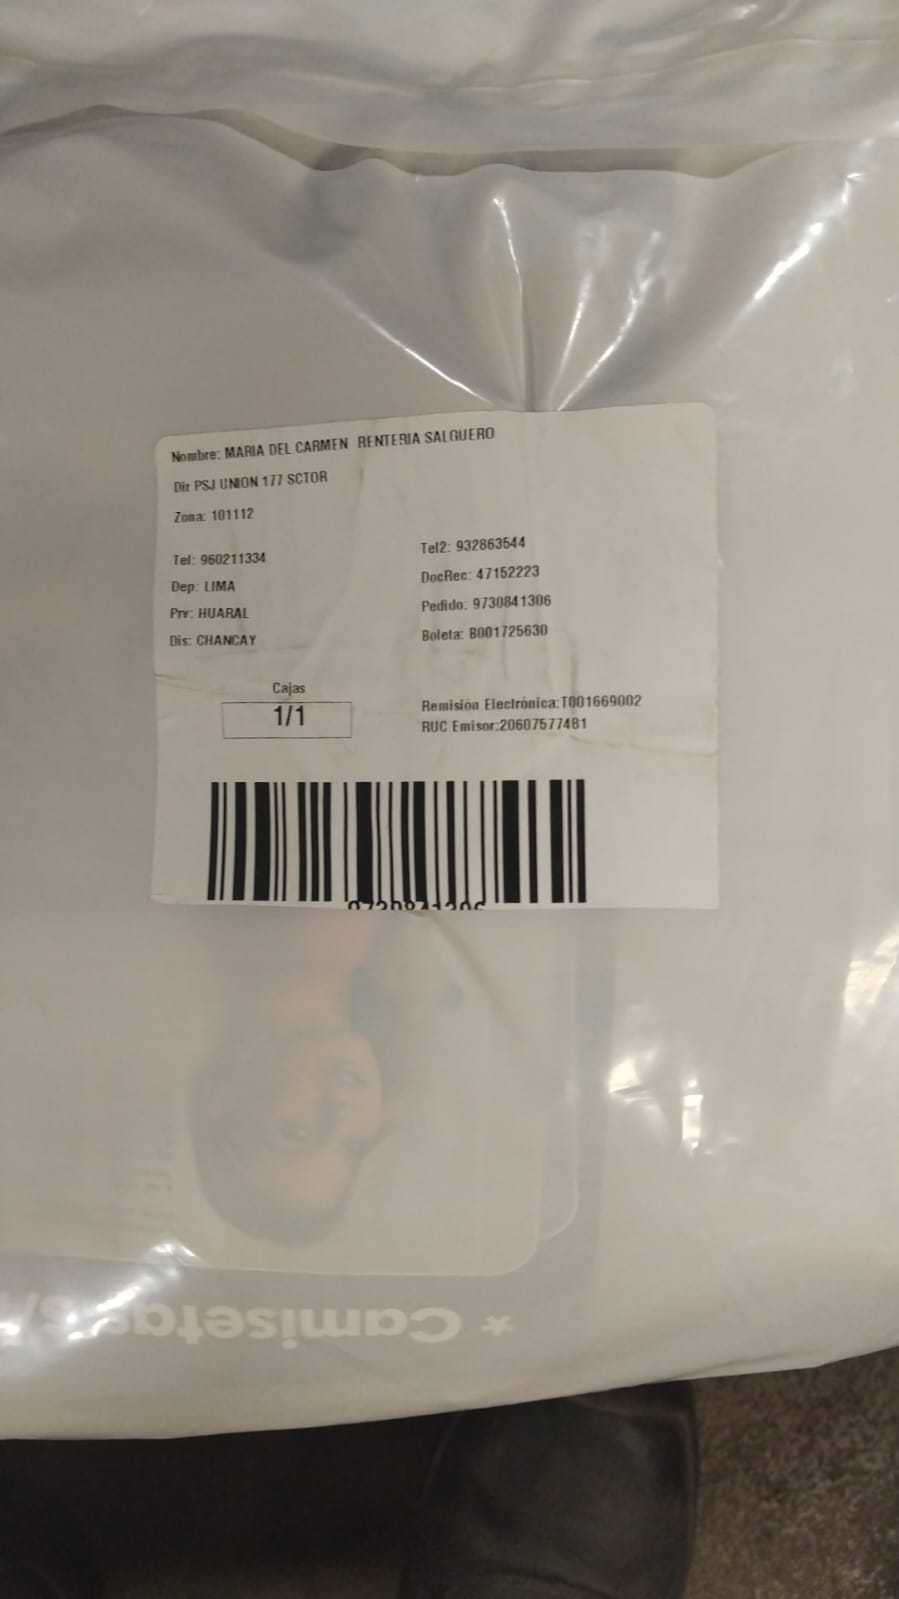 Nombre: MARIA DEL CARMEN RENTERIA SALGUERO
Dir PSJ UNION 177 SCTOR
Zona: 101112
Tel: 960211334
Tel2: 932863544
Dep: LIMA
DocRec: 47152223
Prv: HUARAL
Pedido: 9730841306
Dis: CHANCAY
Boleta: B001725630
Cajas
1/1
Remisión Electrónica:T001669002
RUC Emisor:20607577481
9730841306
* Camisetas